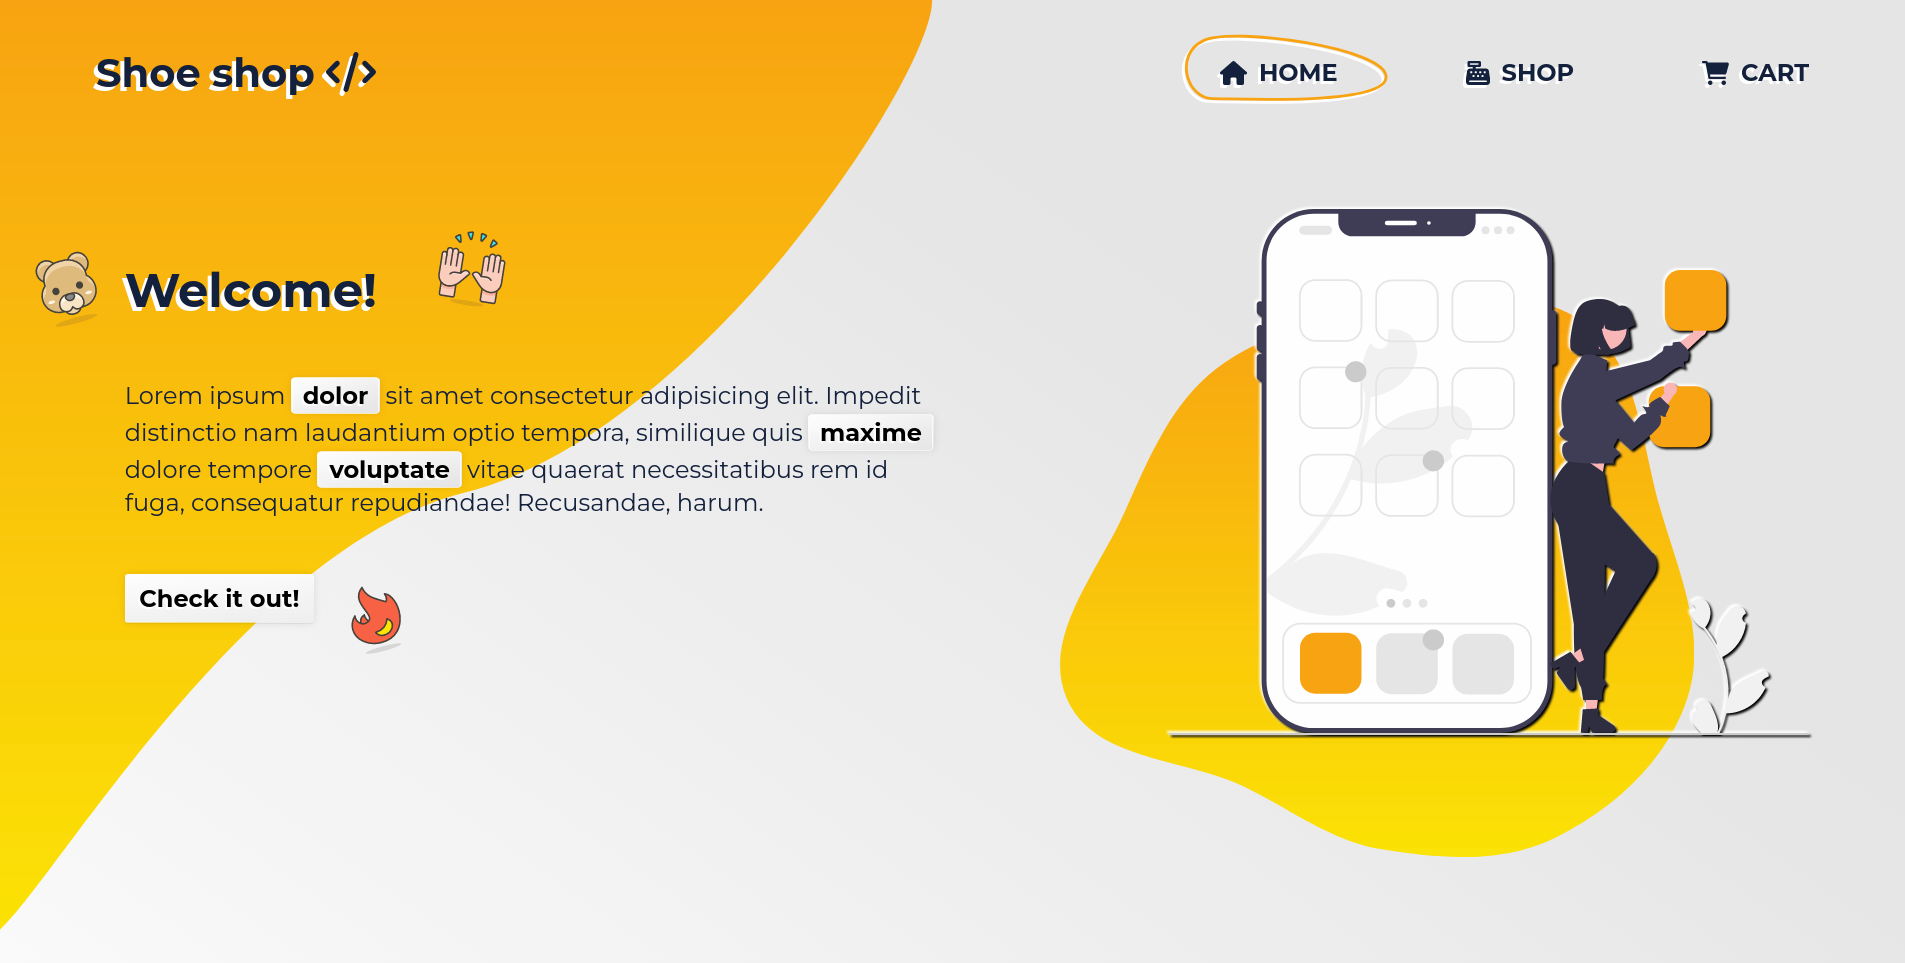 Shoe shop </>
HOME
SHOP
CART
Welcome!
Lorem ipsum dolor sit amet consectetur adipisicing elit. Impedit
distinctio nam laudantium optio tempora, similique quis maxime
dolore tempore voluptate vitae quaerat necessitatibus rem id
fuga, consequatur repudiandae! Recusandae, harum.
Check it out!